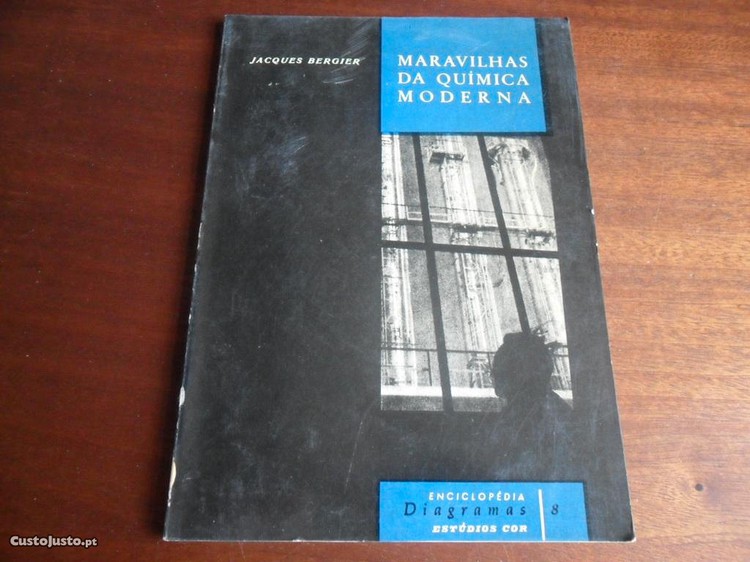 JACQUES BERGIER
MARAVILHAS
DA QUÍMICA
MODERNA
ENCICLOPÉDIA
Diagramas 8
ESTÚDIOS COR
CustoJusto.pt